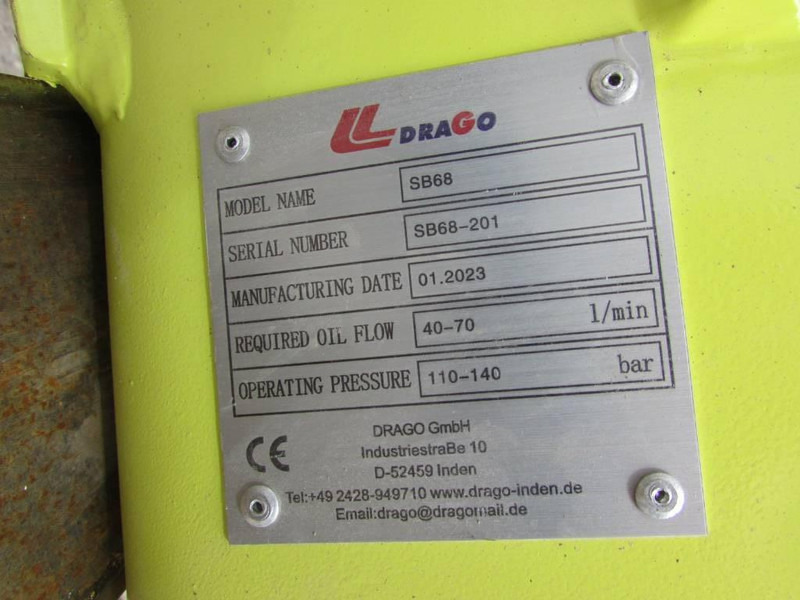 DRAGO
MODEL NAME SB68
SERIAL NUMBER SB68-201
MANUFACTURING DATE 01.2023
REQUIRED OIL FLOW 40-70 l/min
OPERATING PRESSURE 110-140 bar
CE
DRAGO GmbH
IndustriestraBe 10
D-52459 Inden
Tel:+49 2428-949710 www.drago-inden.de
Email:drago@dragomail.de